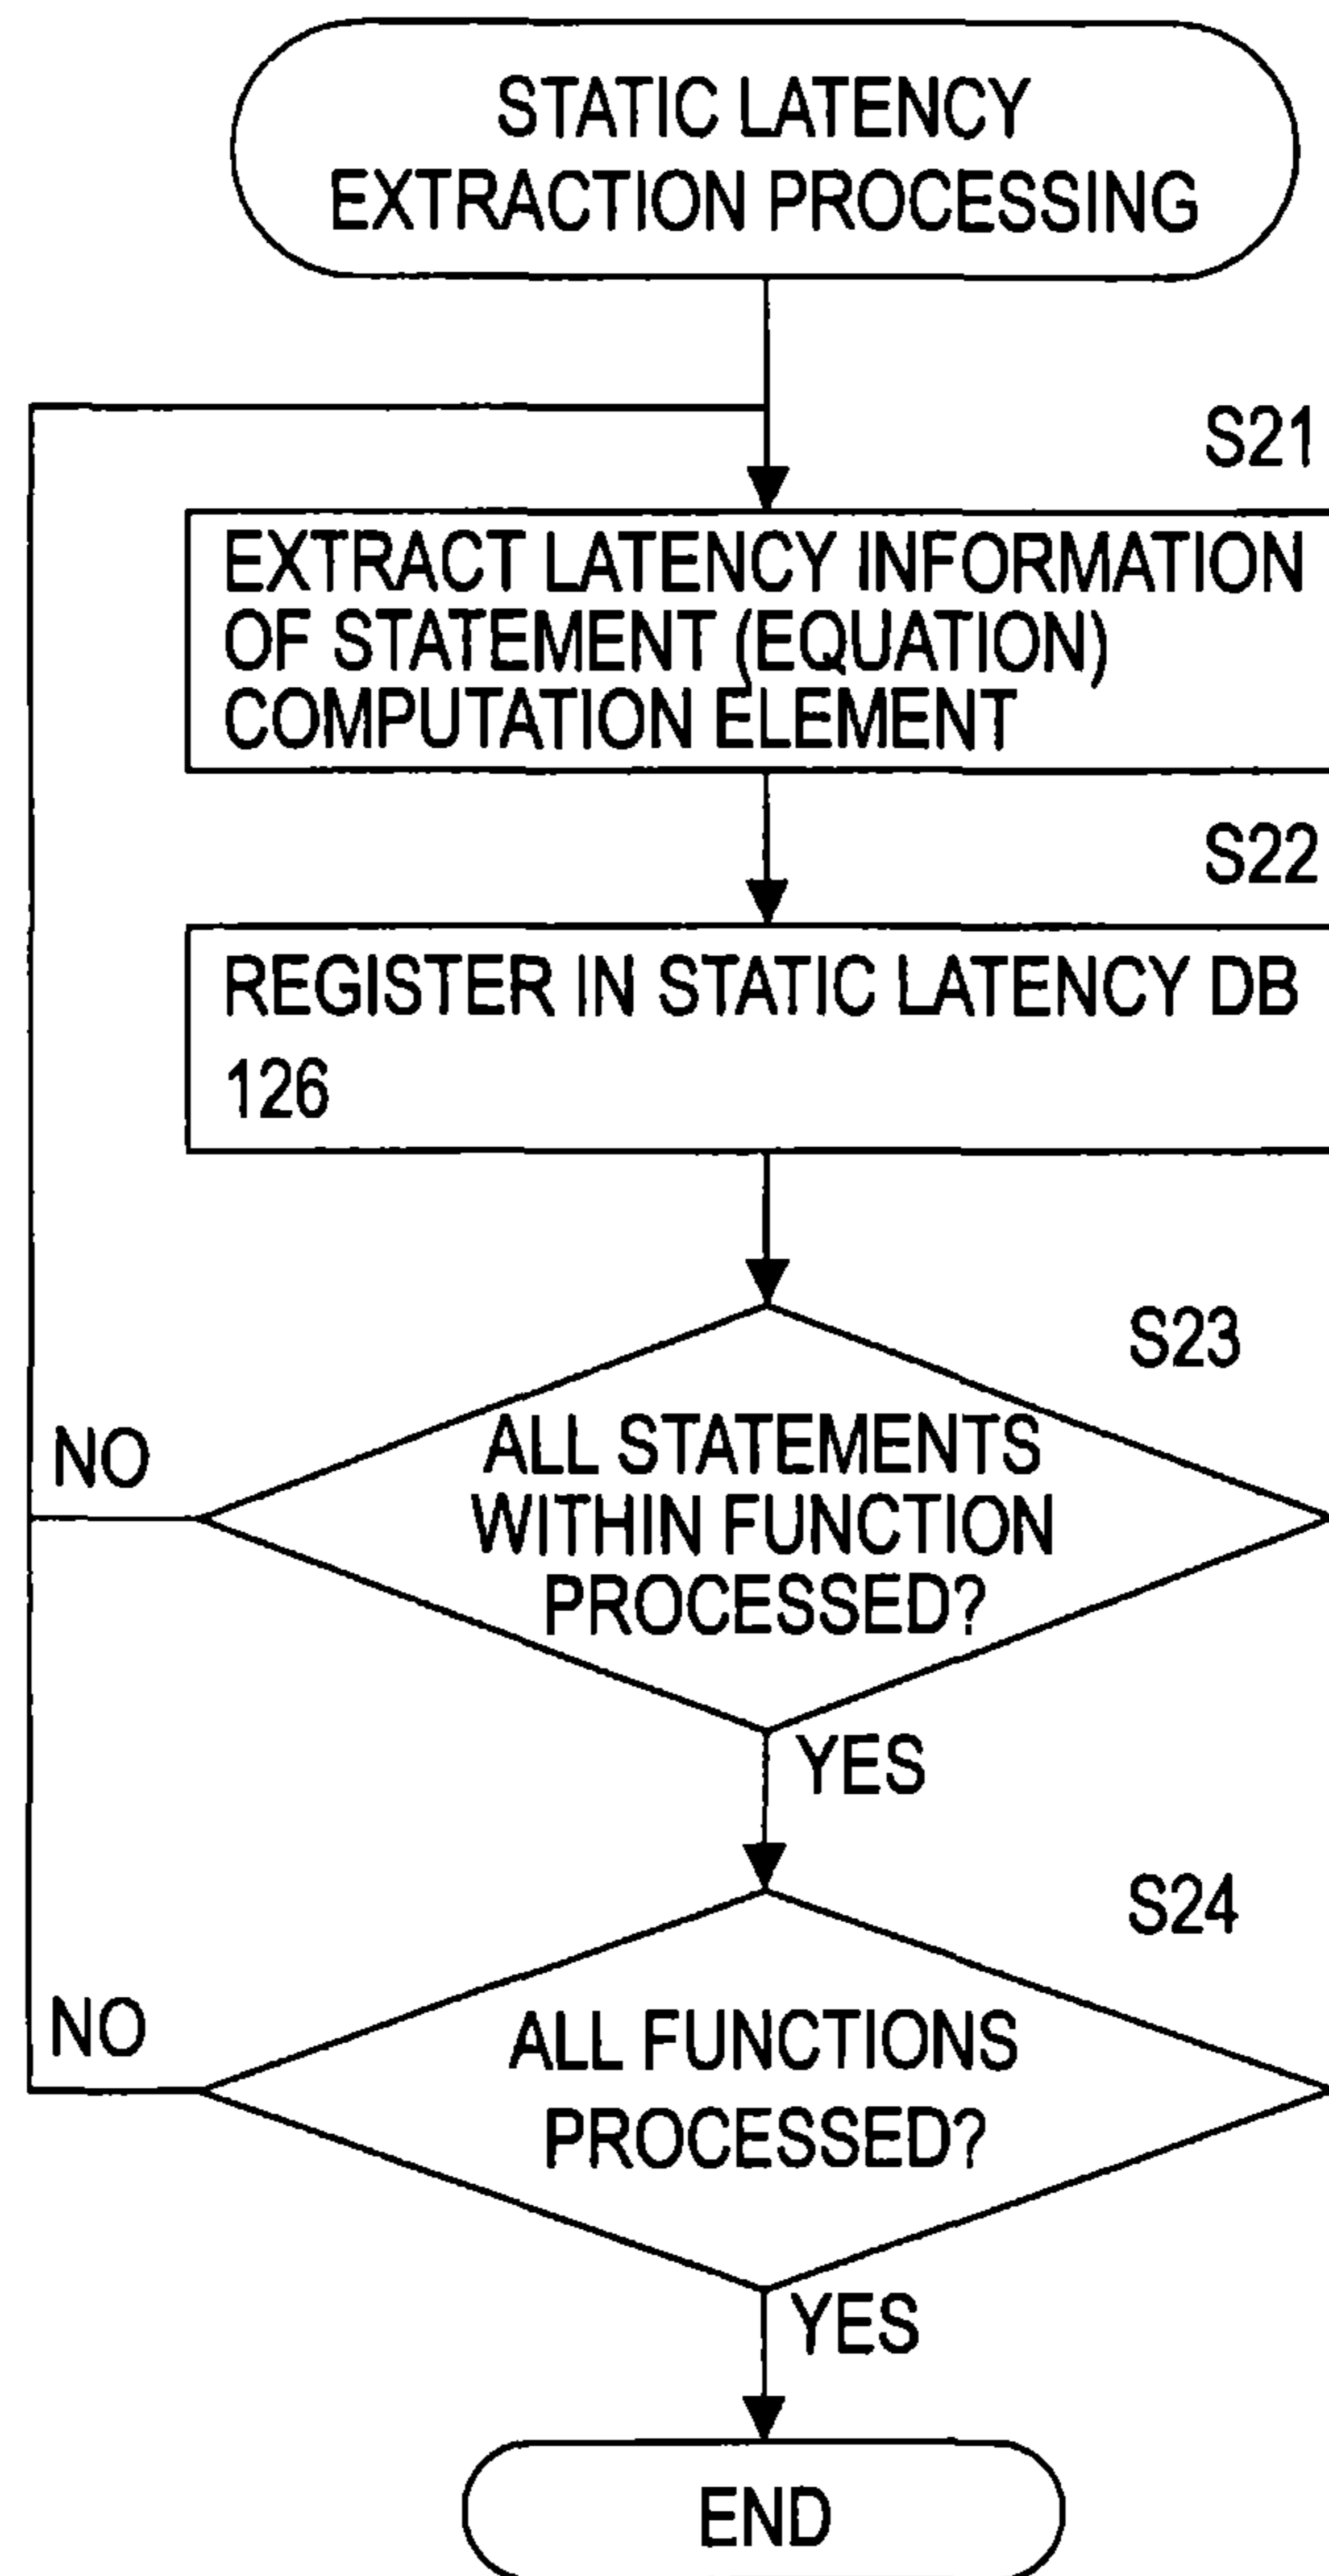 STATIC LATENCY
EXTRACTION PROCESSING
S21
EXTRACT LATENCY INFORMATION
OF STATEMENT (EQUATION)
COMPUTATION ELEMENT
S22
REGISTER IN STATIC LATENCY DB
126
S23
NO
ALL STATEMENTS
WITHIN FUNCTION
PROCESSED?
YES
S24
NO
ALL FUNCTIONS
PROCESSED?
YES
END